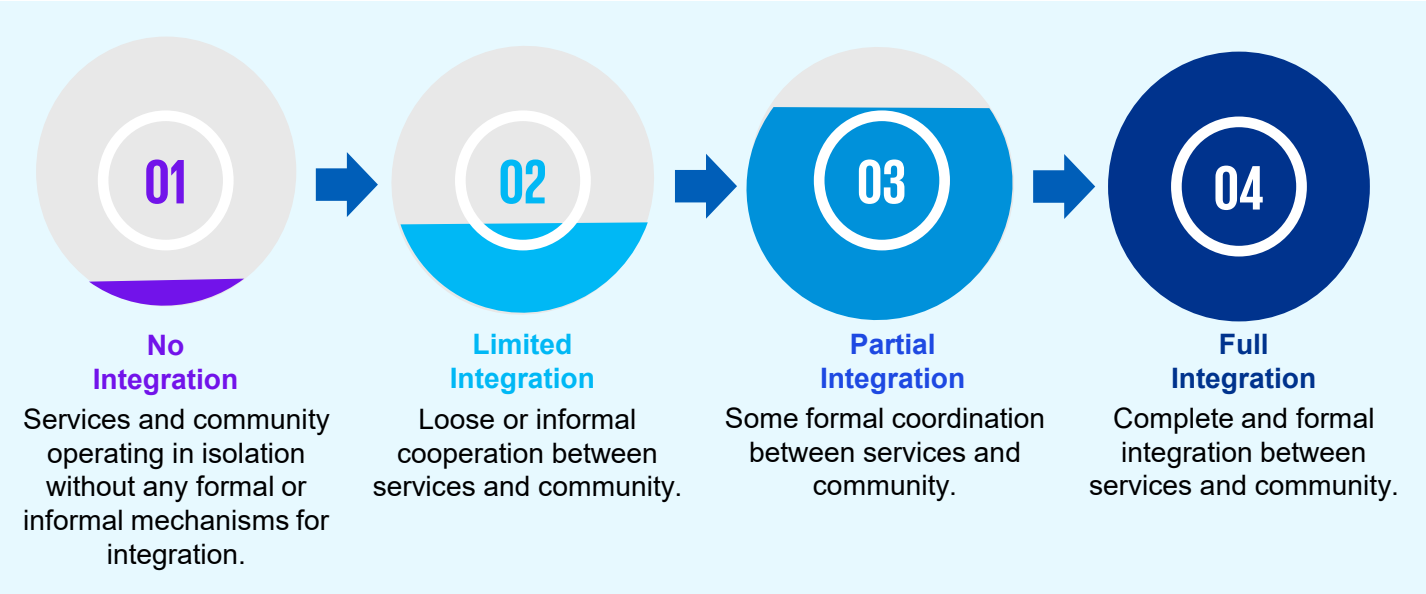 01
No
Integration
Services and community
operating in isolation
without any formal or
informal mechanisms for
integration.
02
Limited
Integration
Loose or informal
cooperation between
services and community.
03
Partial
Integration
Some formal coordination
between services and
community.
04
Full
Integration
Complete and formal
integration between
services and community.